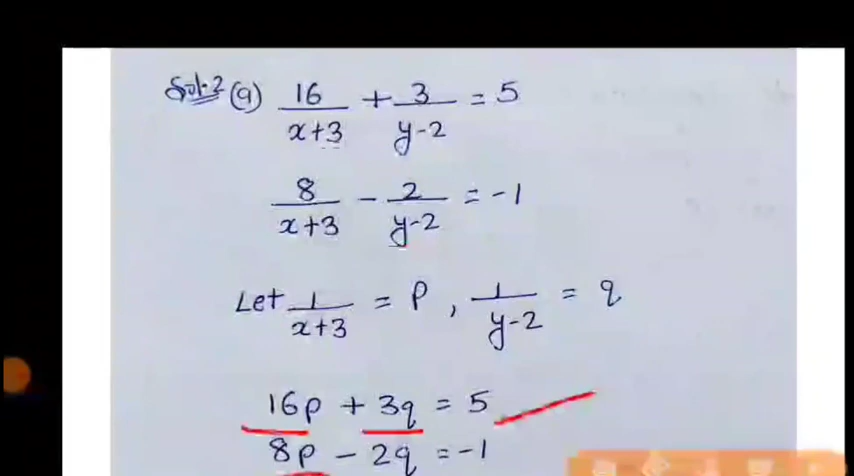 Sol-2 (a) 16/(x+3) + 3/(y-2) = 5
8/(x+3) - 2/(y-2) = -1
Let 1/(x+3) = p, 1/(y-2) = q
16p + 3q = 5
8p - 2q = -1